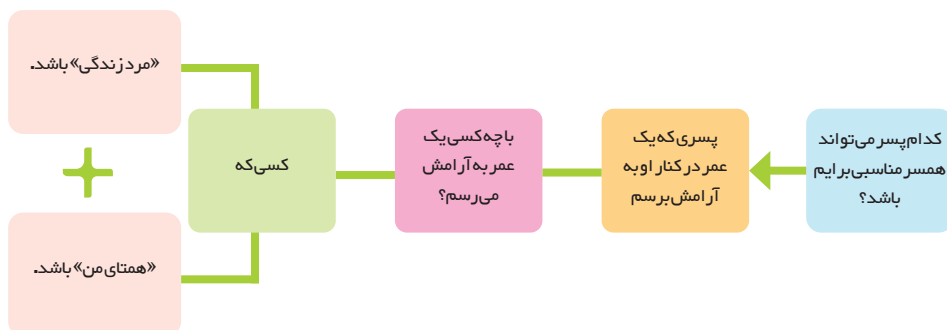 کدام پسر می‌تواند
همسر مناسبی برایم
باشد؟
پسری که یک
عمر در کنار او به
آرامش برسم
با چه کسی یک
عمر به آرامش
می‌رسم؟
کسی که
«مرد زندگی» باشد.
«همتای من» باشد.